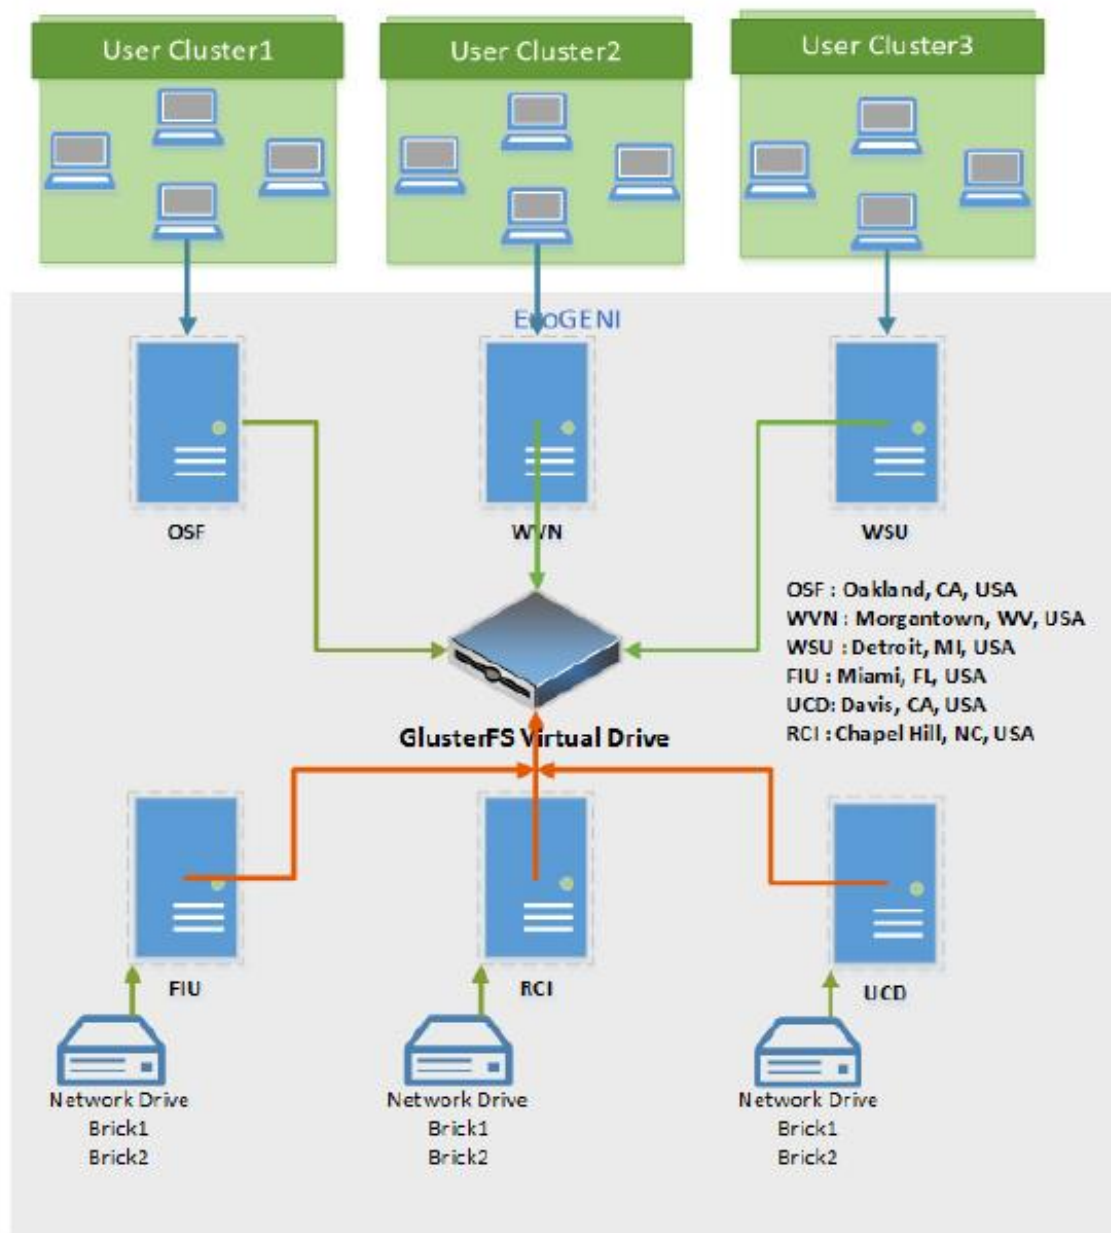 User Cluster1
User Cluster2
User Cluster3
ExoGENI
OSF
WVN
WSU
OSF : Oakland, CA, USA
WVN : Morgantown, WV, USA
WSU : Detroit, MI, USA
FIU : Miami, FL, USA
UCD: Davis, CA, USA
RCI : Chapel Hill, NC, USA
GlusterFS Virtual Drive
FIU
RCI
UCD
Network Drive
Brick1
Brick2
Network Drive
Brick1
Brick2
Network Drive
Brick1
Brick2